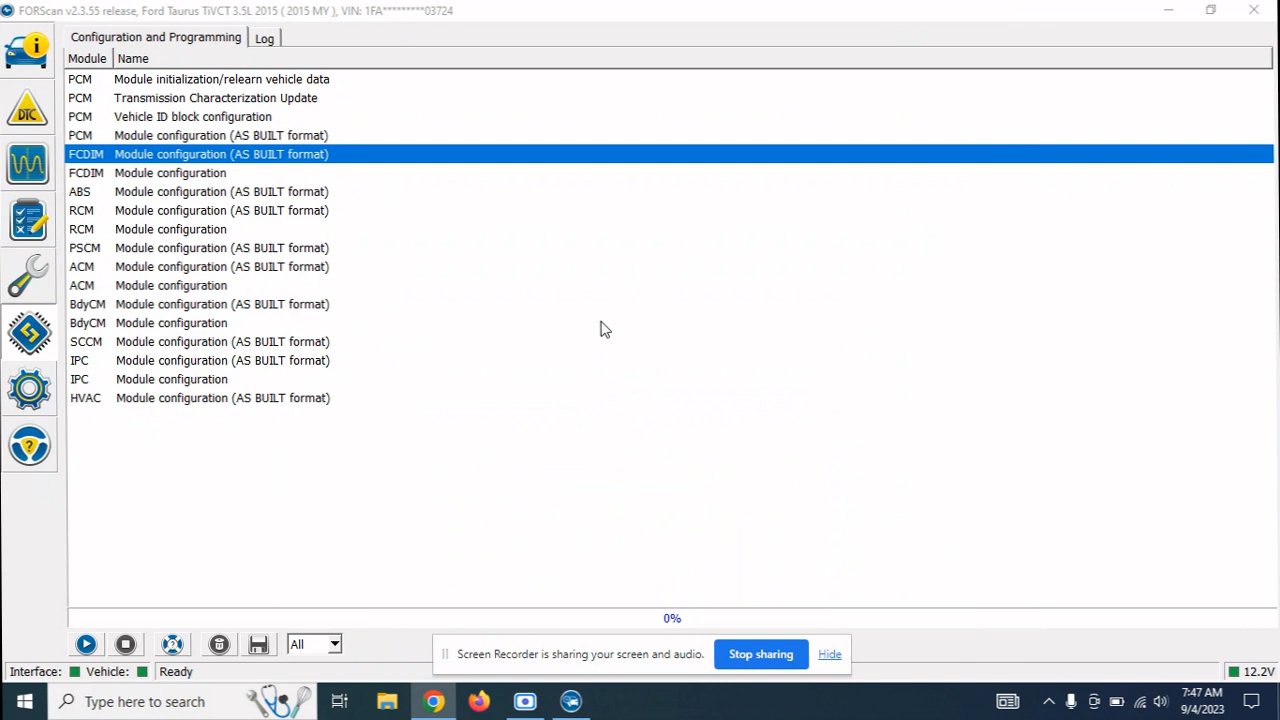 FORScan v2.3.55 release, Ford Taurus TiVCT 3.5L 2015 ( 2015 MY ), VIN: 1FA*********03724
Configuration and Programming Log
Module Name
PCM Module initialization/relearn vehicle data
PCM Transmission Characterization Update
PCM Vehicle ID block configuration
PCM Module configuration (AS BUILT format)
FCDIM Module configuration (AS BUILT format)
FCDIM Module configuration
ABS Module configuration (AS BUILT format)
RCM Module configuration (AS BUILT format)
RCM Module configuration
PSCM Module configuration (AS BUILT format)
ACM Module configuration (AS BUILT format)
ACM Module configuration
BdyCM Module configuration (AS BUILT format)
BdyCM Module configuration
SCCM Module configuration (AS BUILT format)
IPC Module configuration (AS BUILT format)
IPC Module configuration
HVAC Module configuration (AS BUILT format)
DTC
0%
All
Screen Recorder is sharing your screen and audio. Stop sharing Hide
Interface: Vehicle: Ready 12.2V
Type here to search
7:47 AM
9/4/2023